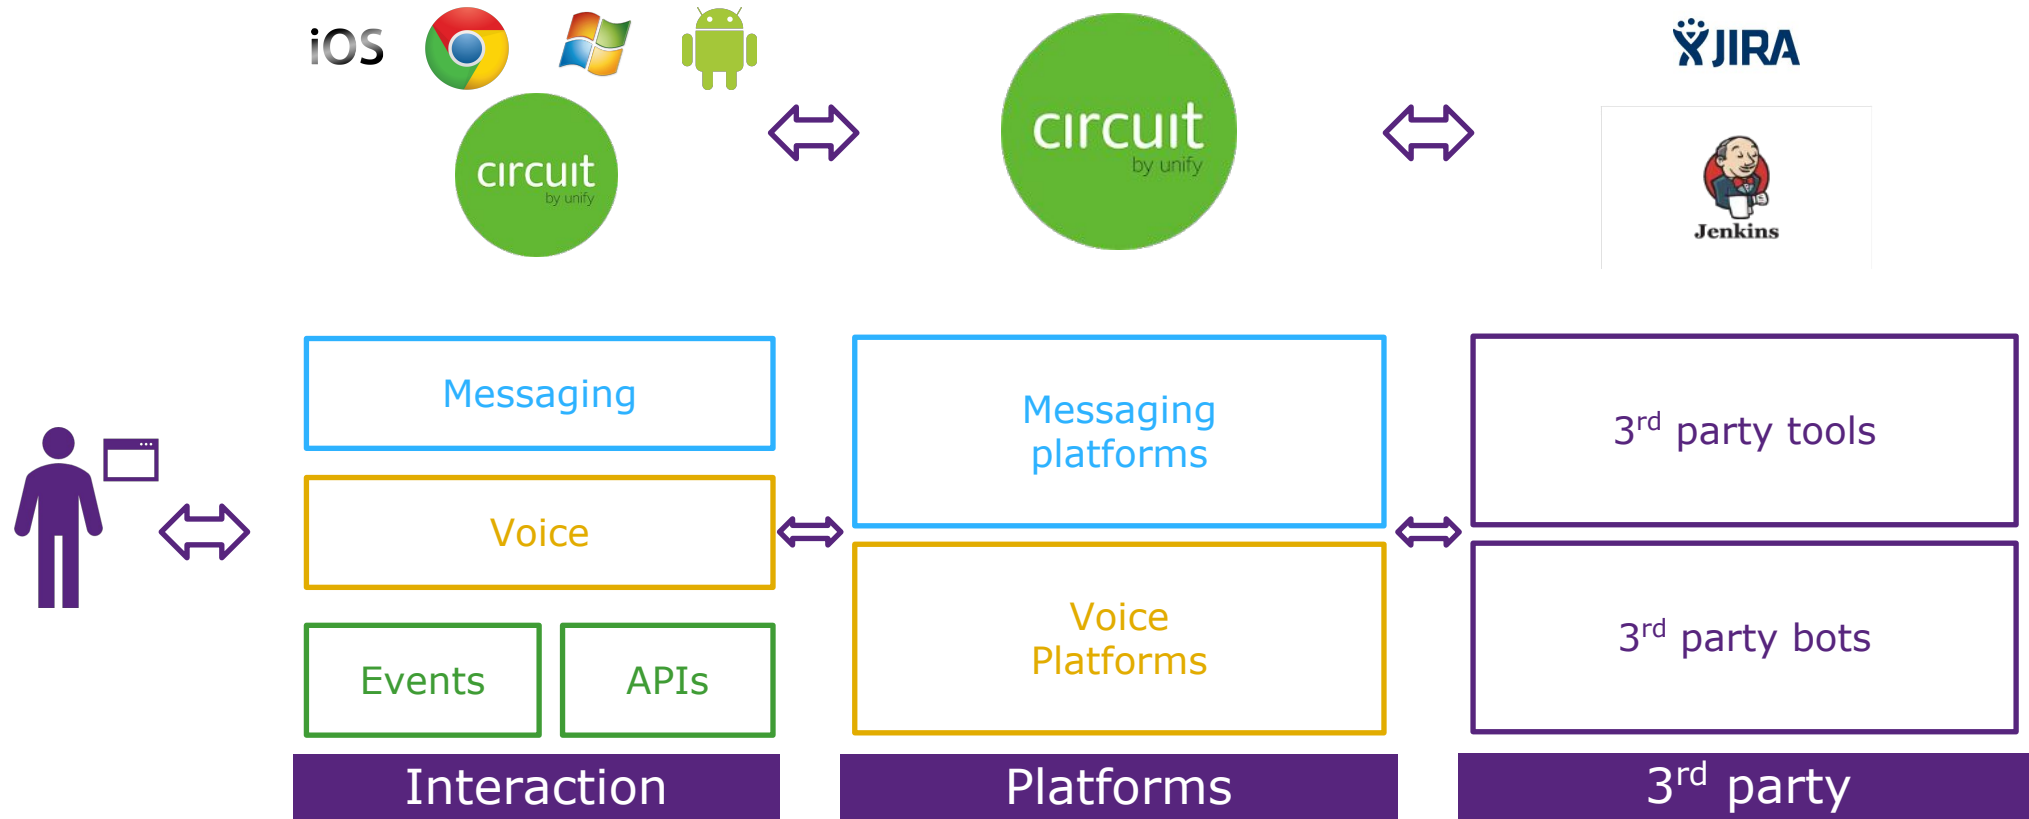 iOS
circuit
by unify
circuit
by unify
JIRA
Jenkins
Messaging
Voice
Events
APIs
Messaging
platforms
Voice
Platforms
3rd party tools
3rd party bots
Interaction
Platforms
3rd party